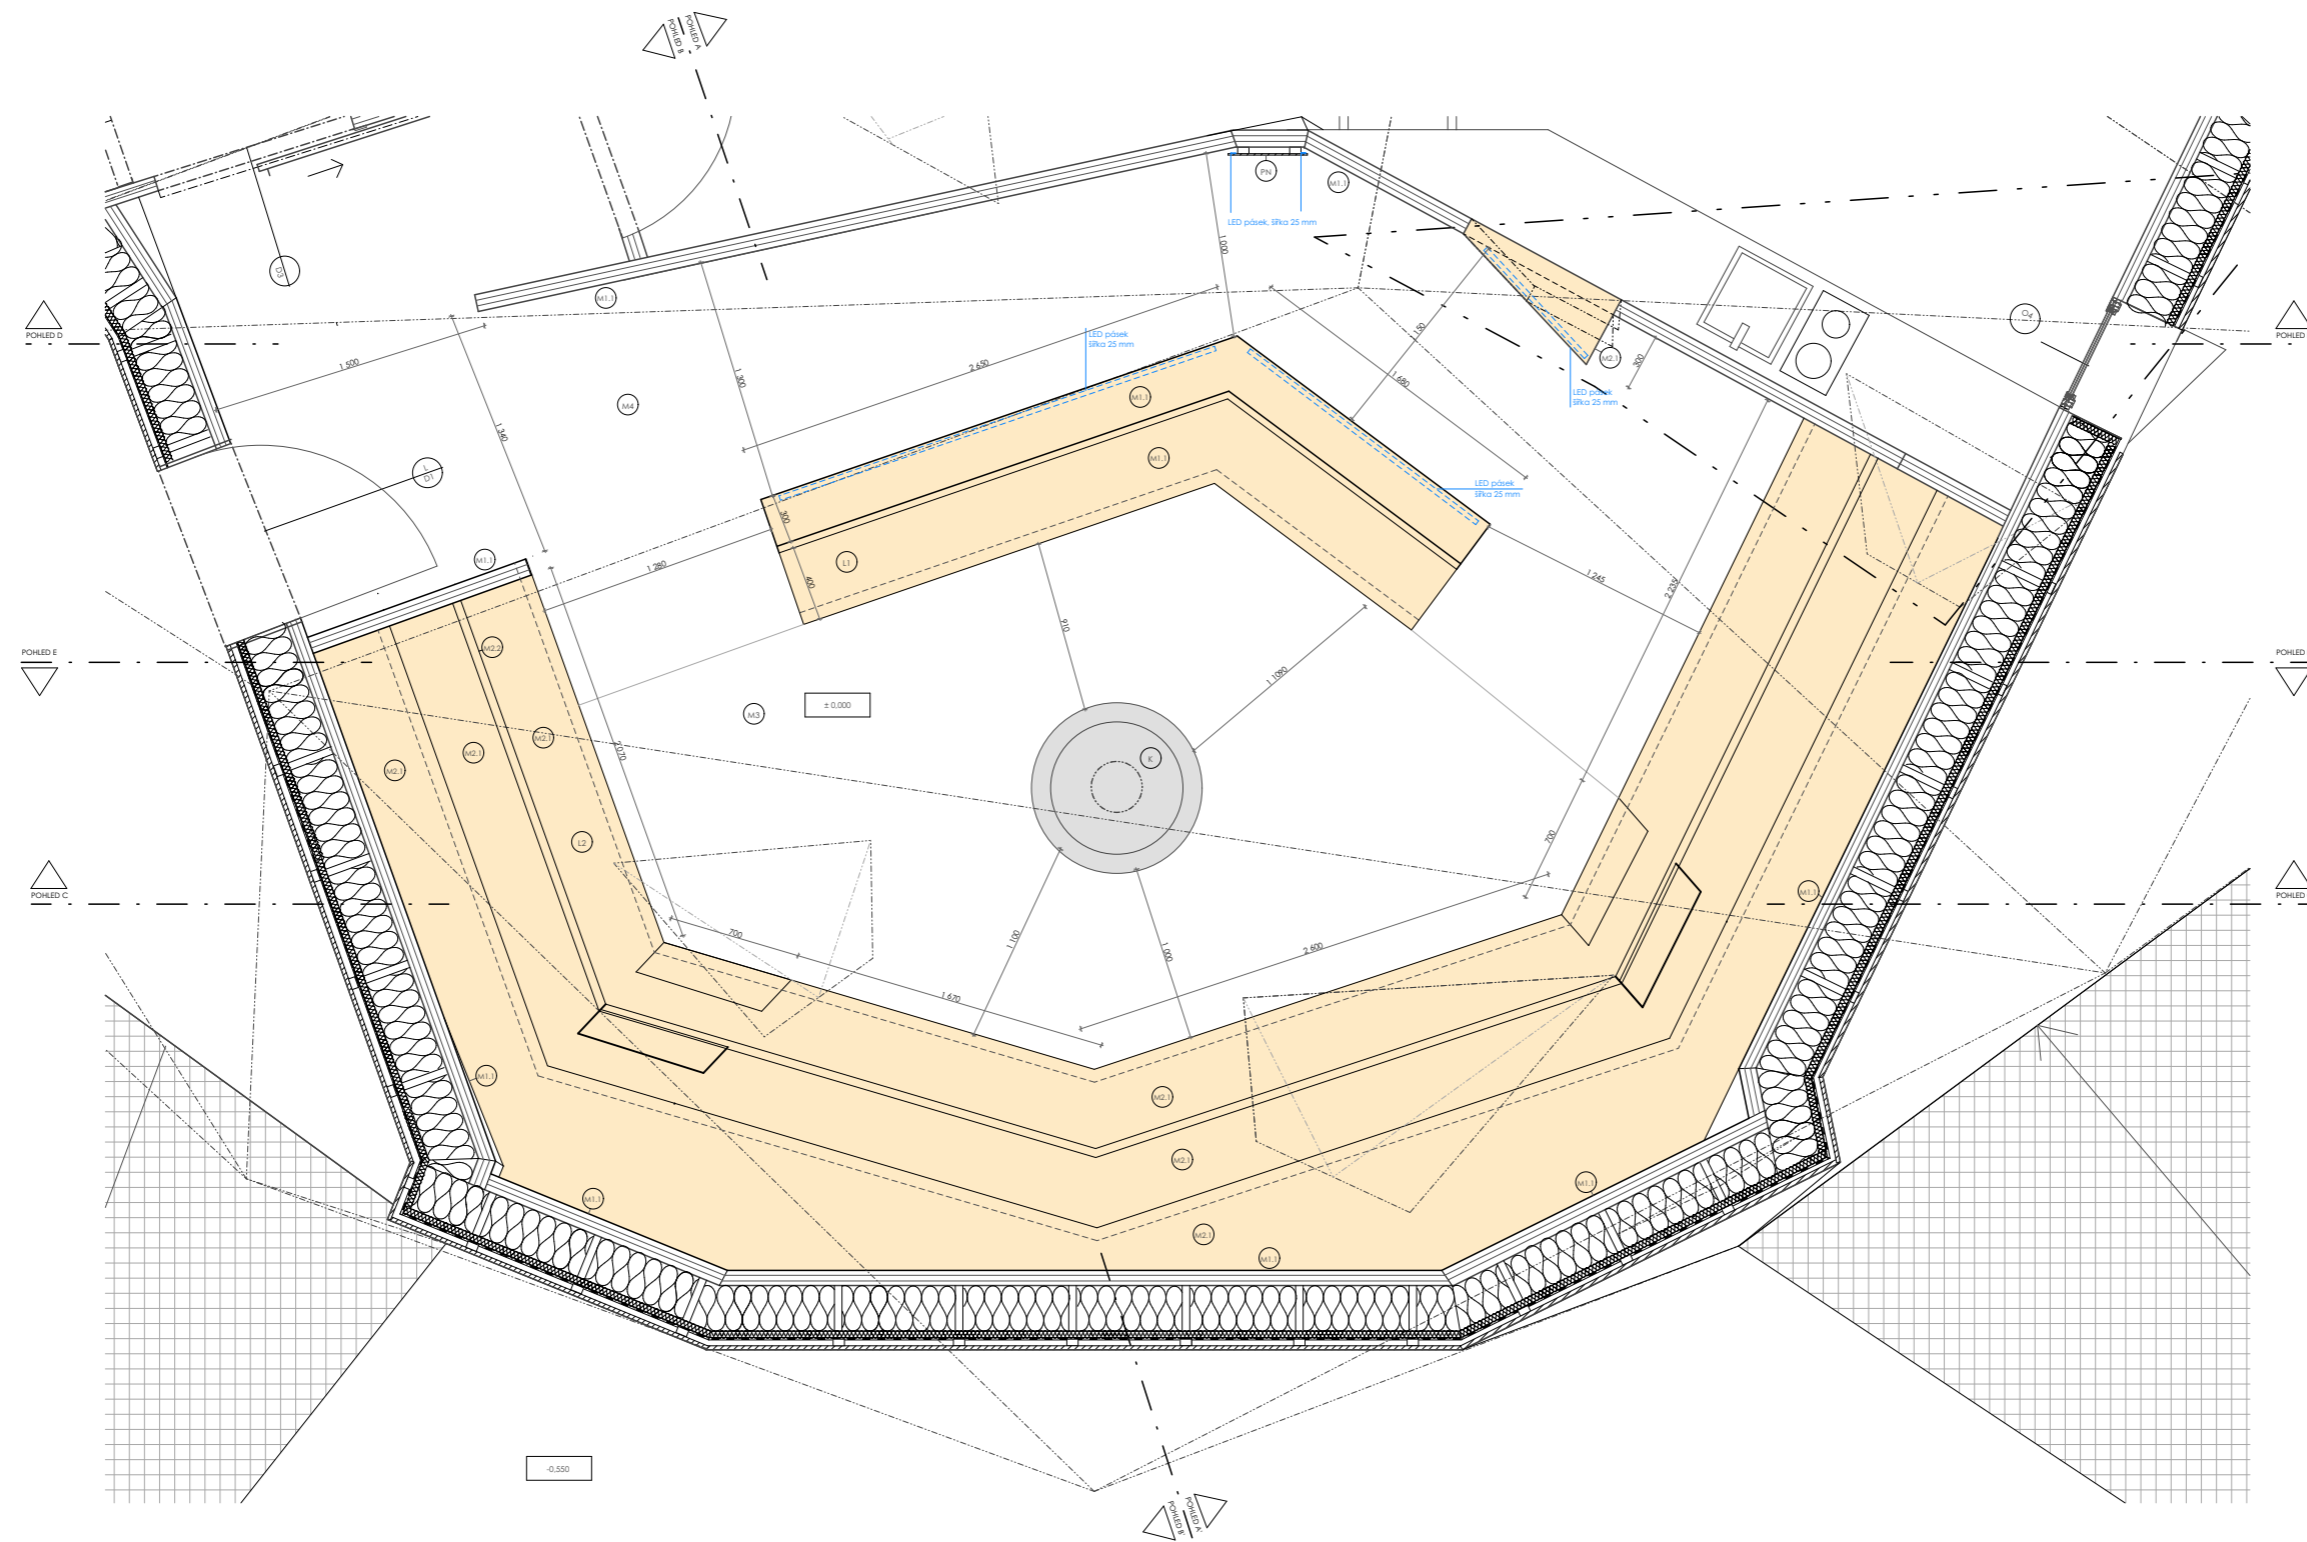 POHLED B
POHLED A
PN
M1.1
LED pásek, šířka 25 mm
D3
1 000
M1.1
O4
POHLED D
POHLED
LED pásek
šířka 25 mm
150
1 500
2 650
1 300
1 680
M2.1
300
M4
M1.1
LED pásek
šířka 25 mm
1 340
M1.1
L
D1
LED pásek
šířka 25 mm
300
M1.1
L1
1 280
400
1 245
2 235
910
M2.2
POHLED E
POHLED
1 1090
M3
± 0,000
M2.1
M2.1
M2.1
2 070
K
L2
700
POHLED C
M1.1
POHLED
700
1 100
1 000
2 600
1 670
M1.1
M2.1
M2.1
M1.1
M1.1
M2.1
M1.1
-0,550
POHLED B'
POHLED A'